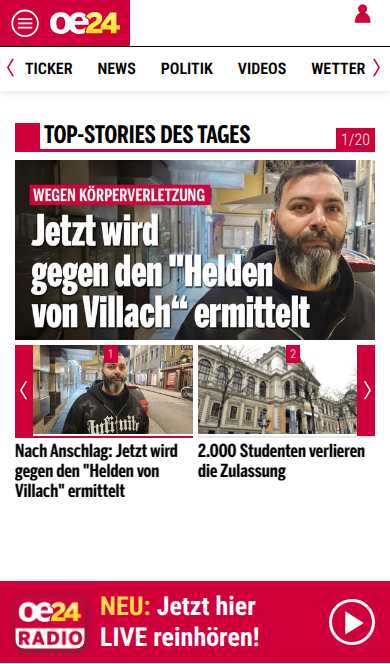 oe24
TICKER NEWS POLITIK VIDEOS WETTER
TOP-STORIES DES TAGES
1/20
WEGEN KÖRPERVERLETZUNG
Jetzt wird
gegen den "Helden
von Villach“ ermittelt
1
2
Nach Anschlag: Jetzt wird
gegen den "Helden von
Villach" ermittelt
2.000 Studenten verlieren
die Zulassung
oe24
RADIO
NEU: Jetzt hier
LIVE reinhören!